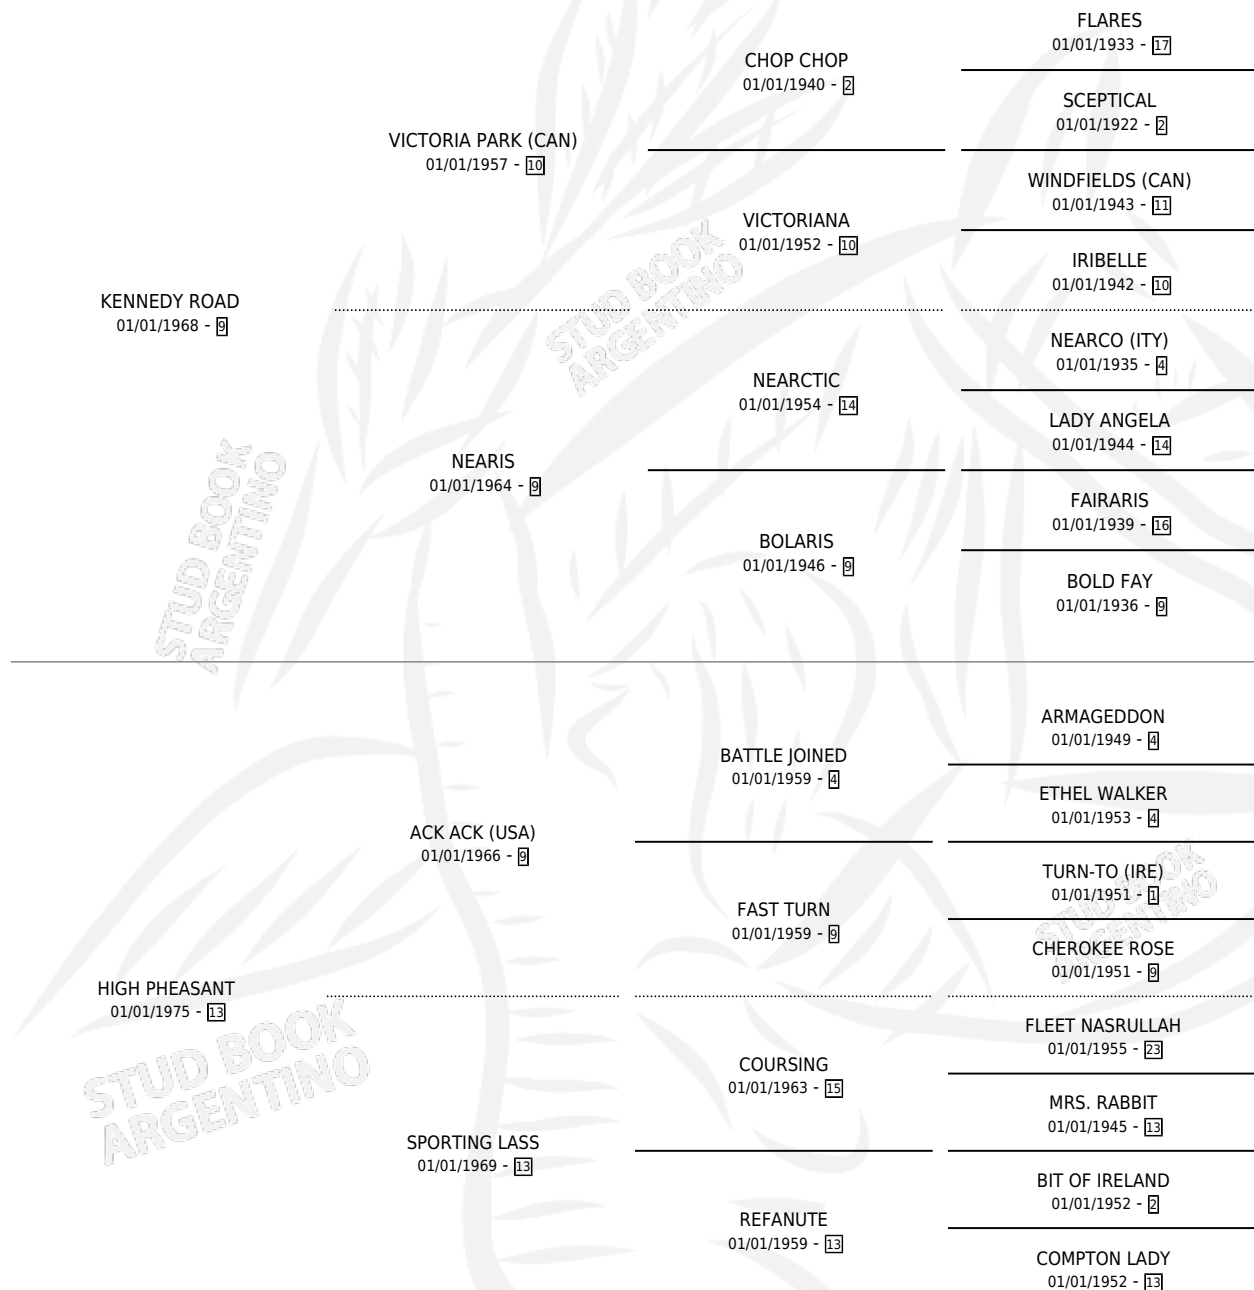 FLARES
01/01/1933 - 17
CHOP CHOP
01/01/1940 - 2
SCEPTICAL
01/01/1922 - 2
VICTORIA PARK (CAN)
01/01/1957 - 10
WINDFIELDS (CAN)
01/01/1943 - 11
VICTORIANA
01/01/1952 - 10
IRIBELLE
01/01/1942 - 10
KENNEDY ROAD
01/01/1968 - 9
NEARCO (ITY)
01/01/1935 - 4
NEARCTIC
01/01/1954 - 14
LADY ANGELA
01/01/1944 - 14
NEARIS
01/01/1964 - 9
FAIRARIS
01/01/1939 - 16
BOLARIS
01/01/1946 - 9
BOLD FAY
01/01/1936 - 9
ARMAGEDDON
01/01/1949 - 4
BATTLE JOINED
01/01/1959 - 4
ETHEL WALKER
01/01/1953 - 4
ACK ACK (USA)
01/01/1966 - 9
TURN-TO (IRE)
01/01/1951 - 1
FAST TURN
01/01/1959 - 9
CHEROKEE ROSE
01/01/1951 - 9
HIGH PHEASANT
01/01/1975 - 13
FLEET NASRULLAH
01/01/1955 - 23
COURSING
01/01/1963 - 15
MRS. RABBIT
01/01/1945 - 13
SPORTING LASS
01/01/1969 - 13
BIT OF IRELAND
01/01/1952 - 2
REFANUTE
01/01/1959 - 13
COMPTON LADY
01/01/1952 - 13
STUD BOOK
ARGENTINO
STUD BOOK
ARGENTINO
STUD BOOK
ARGENTINO
STUD BOOK
ARGENTINO